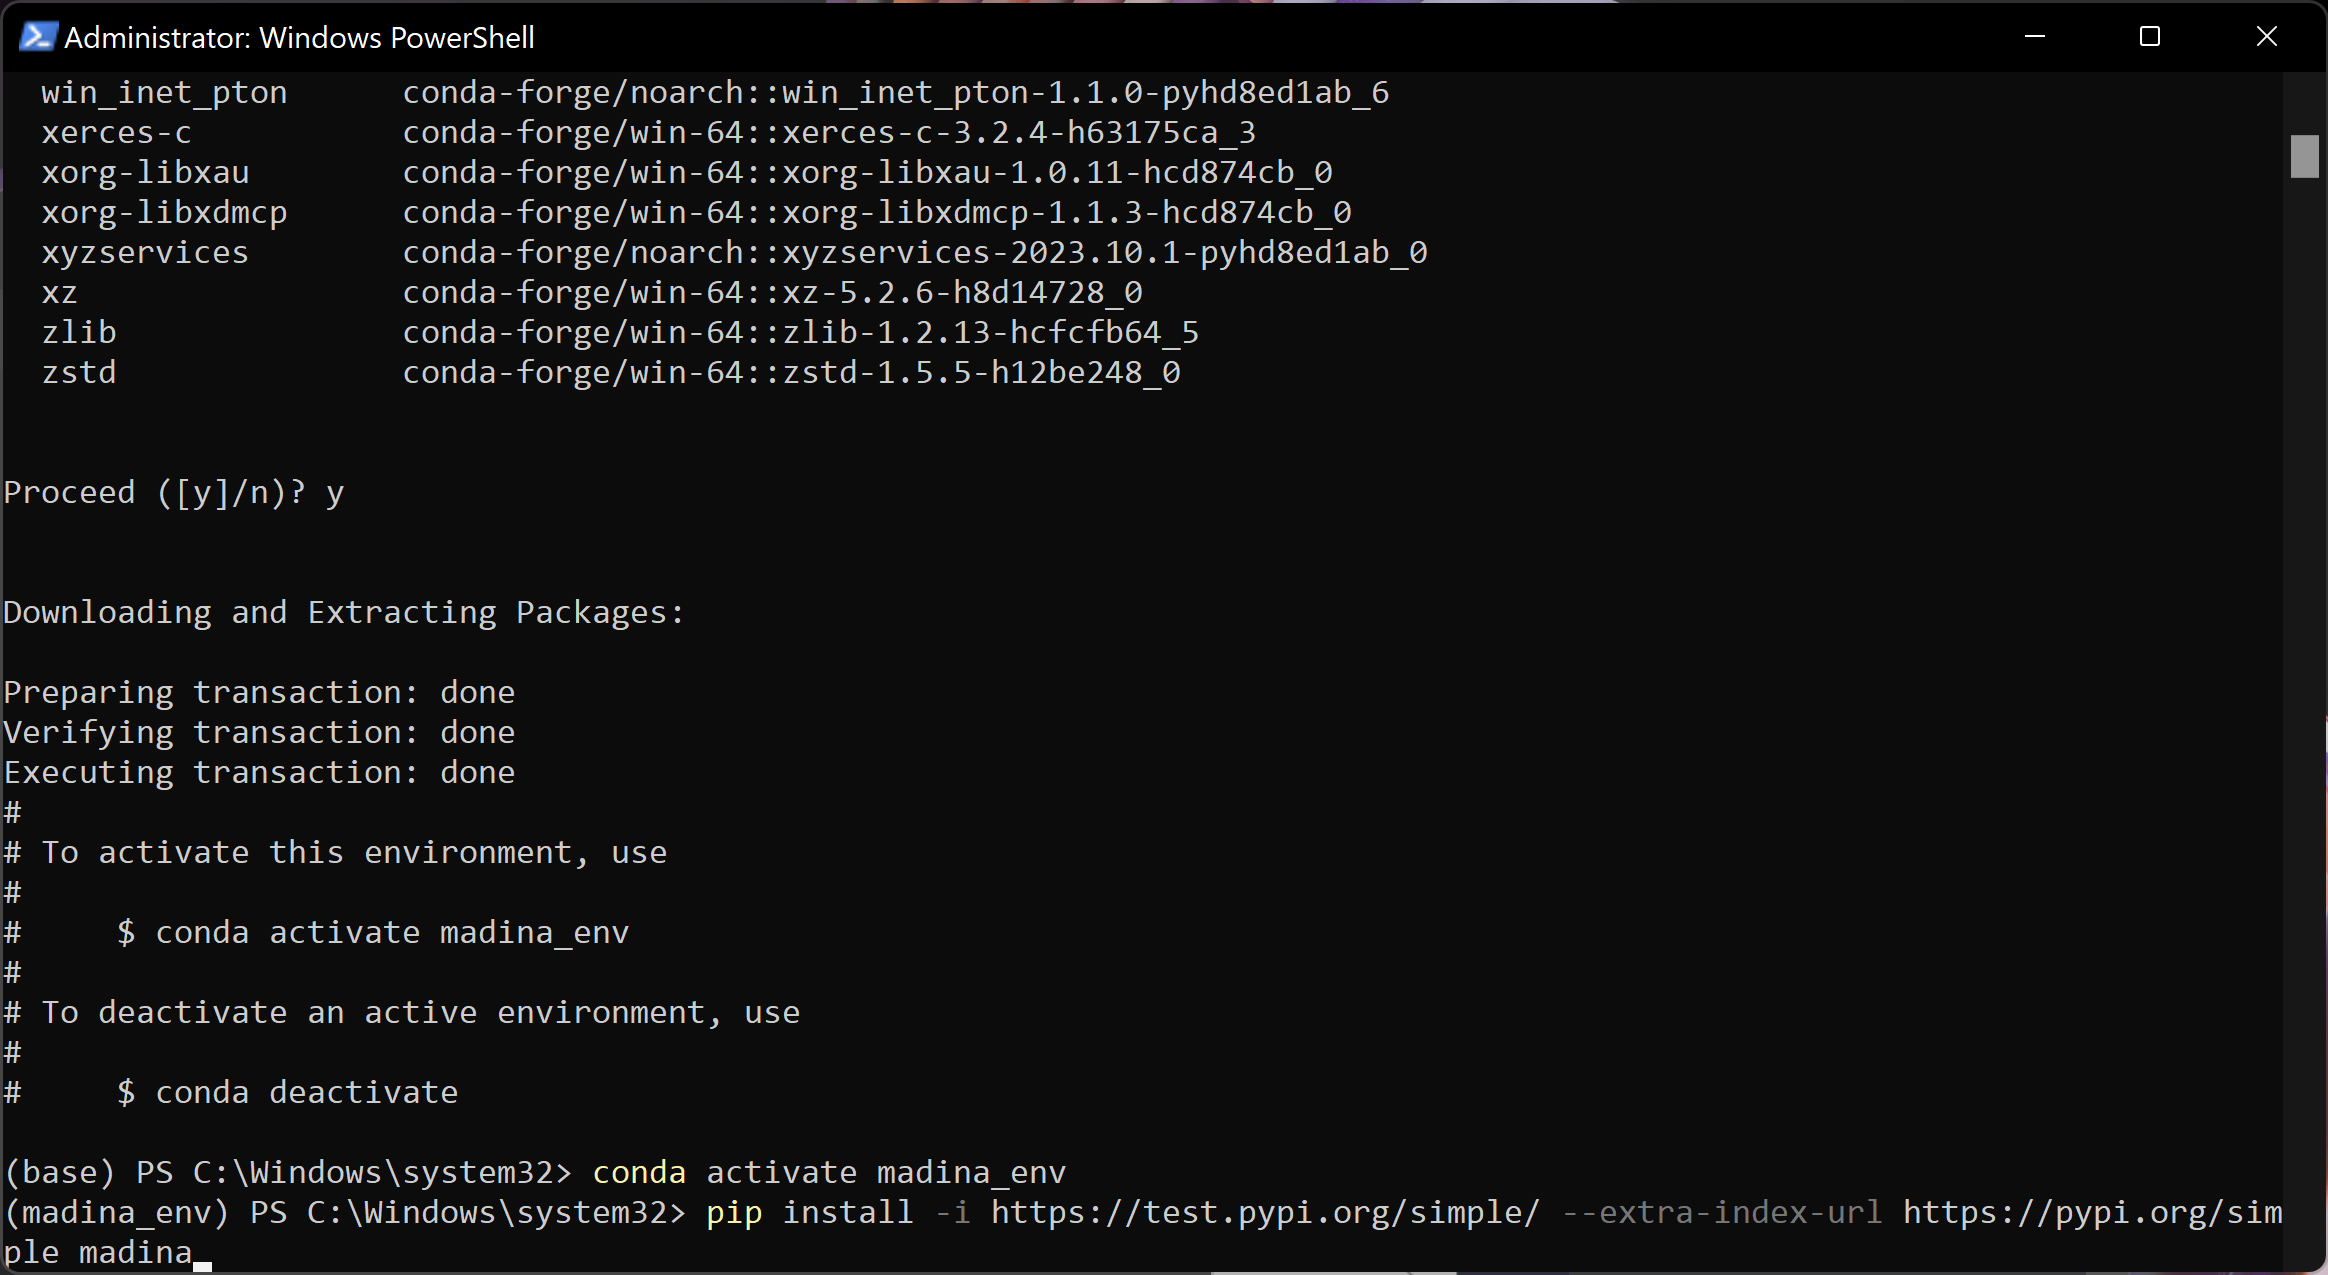 Administrator: Windows PowerShell
win_inet_pton      conda-forge/noarch::win_inet_pton-1.1.0-pyhd8ed1ab_6
xerces-c           conda-forge/win-64::xerces-c-3.2.4-h63175ca_3
xorg-libxau        conda-forge/win-64::xorg-libxau-1.0.11-hcd874cb_0
xorg-libxdmcp      conda-forge/win-64::xorg-libxdmcp-1.1.3-hcd874cb_0
xyzservices        conda-forge/noarch::xyzservices-2023.10.1-pyhd8ed1ab_0
xz                 conda-forge/win-64::xz-5.2.6-h8d14728_0
zlib               conda-forge/win-64::zlib-1.2.13-hcfcfb64_5
zstd               conda-forge/win-64::zstd-1.5.5-h12be248_0
Proceed ([y]/n)? y
Downloading and Extracting Packages:
Preparing transaction: done
Verifying transaction: done
Executing transaction: done
#
# To activate this environment, use
#
#     $ conda activate madina_env
#
# To deactivate an active environment, use
#
#     $ conda deactivate
(base) PS C:\Windows\system32> conda activate madina_env
(madina_env) PS C:\Windows\system32> pip install -i https://test.pypi.org/simple/ --extra-index-url https://pypi.org/sim
ple madina